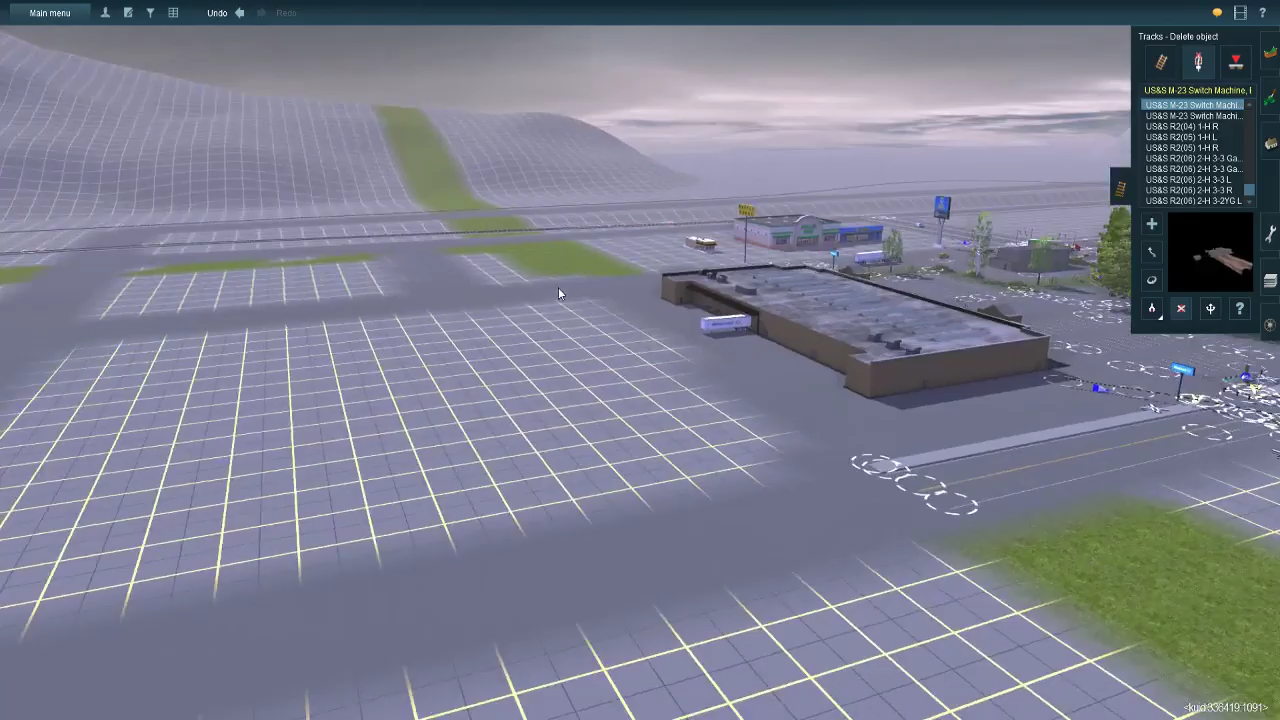 Main menu
Undo
Redo
?
Tracks - Delete object
US&S M-23 Switch Machine, l
US&S M-23 Switch Machi...
US&S M-23 Switch Machi...
US&S R2(04) 1-H R
US&S R2(05) 1-H L
US&S R2(05) 1-H R
US&S R2(06) 2-H 3-3 Ga...
US&S R2(06) 2-H 3-3 Ga...
US&S R2(06) 2-H 3-3 L
US&S R2(06) 2-H 3-3 R
US&S R2(06) 2-H 3-2YG L
?
<kuid:336419:1091>